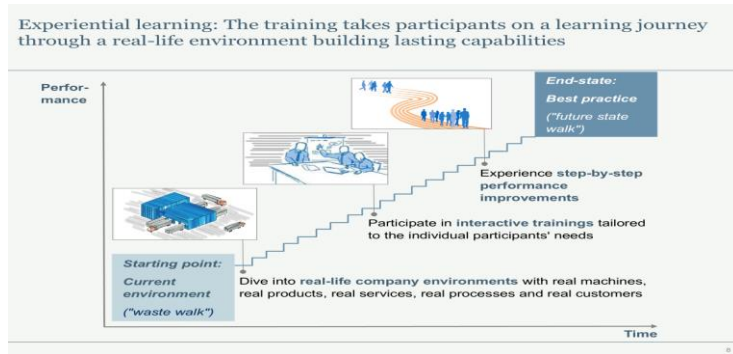 Experiential learning: The training takes participants on a learning journey
through a real-life environment building lasting capabilities
Perfor-
mance
End-state:
Best practice
("future state
walk")
Experience step-by-step
performance
improvements
Participate in interactive trainings tailored
to the individual participants' needs
Starting point:
Current
environment
("waste walk")
Dive into real-life company environments with real machines,
real products, real services, real processes and real customers
Time